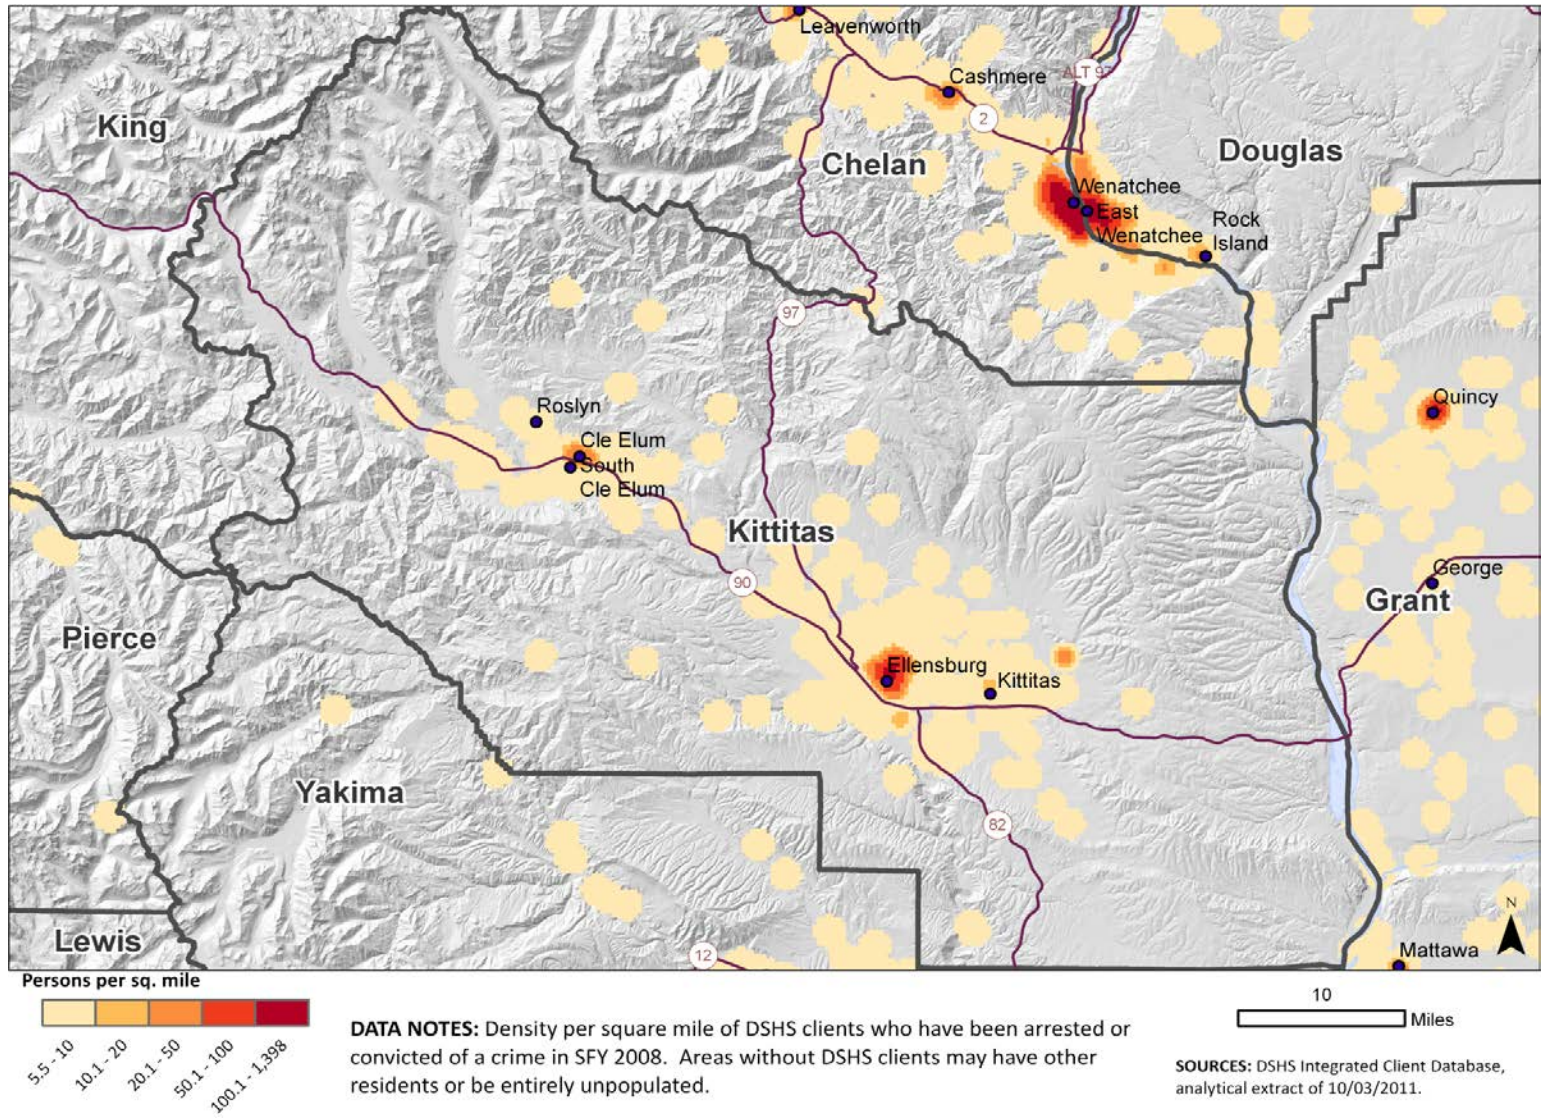 Leavenworth
Cashmere
ALT 97
2
King
Chelan
Douglas
Wenatchee
East
Wenatchee
Rock
Island
97
Quincy
Roslyn
Cle Elum
South
Cle Elum
Kittitas
90
George
Grant
Pierce
Ellensburg
Kittitas
Yakima
82
N
Lewis
12
Mattawa
Persons per sq. mile
5.5 - 10
10.1 - 20
20.1 - 50
50.1 - 100
100.1 - 1,398
DATA NOTES: Density per square mile of DSHS clients who have been arrested or
convicted of a crime in SFY 2008. Areas without DSHS clients may have other
residents or be entirely unpopulated.
10
Miles
SOURCES: DSHS Integrated Client Database,
analytical extract of 10/03/2011.